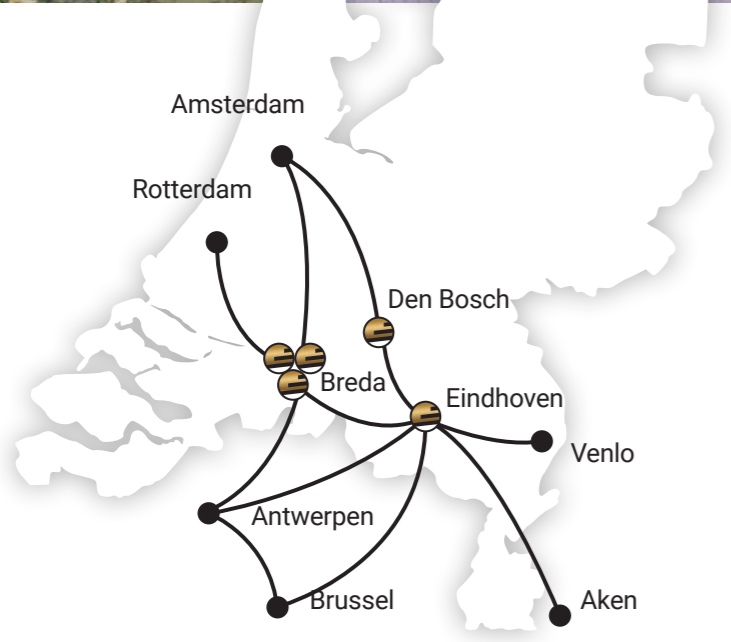 Amsterdam
Rotterdam
Den Bosch
Breda
Eindhoven
Venlo
Antwerpen
Brussel
Aken